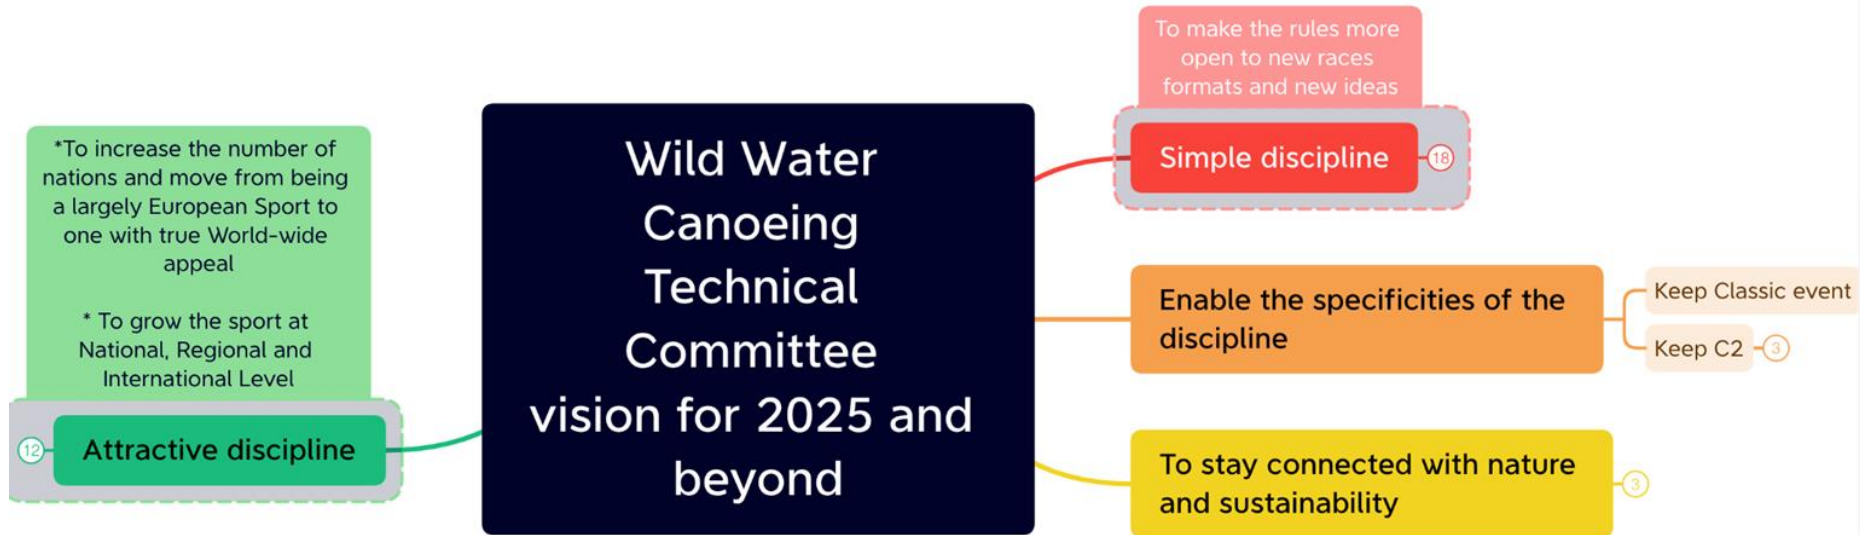 *To increase the number of
nations and move from being
a largely European Sport to
one with true World-wide
appeal
* To grow the sport at
National, Regional and
International Level
12
Attractive discipline
Wild Water
Canoeing
Technical
Committee
vision for 2025 and
beyond
To make the rules more
open to new races
formats and new ideas
Simple discipline
18
Enable the specificities of the
discipline
Keep Classic event
Keep C2
3
To stay connected with nature
and sustainability
3